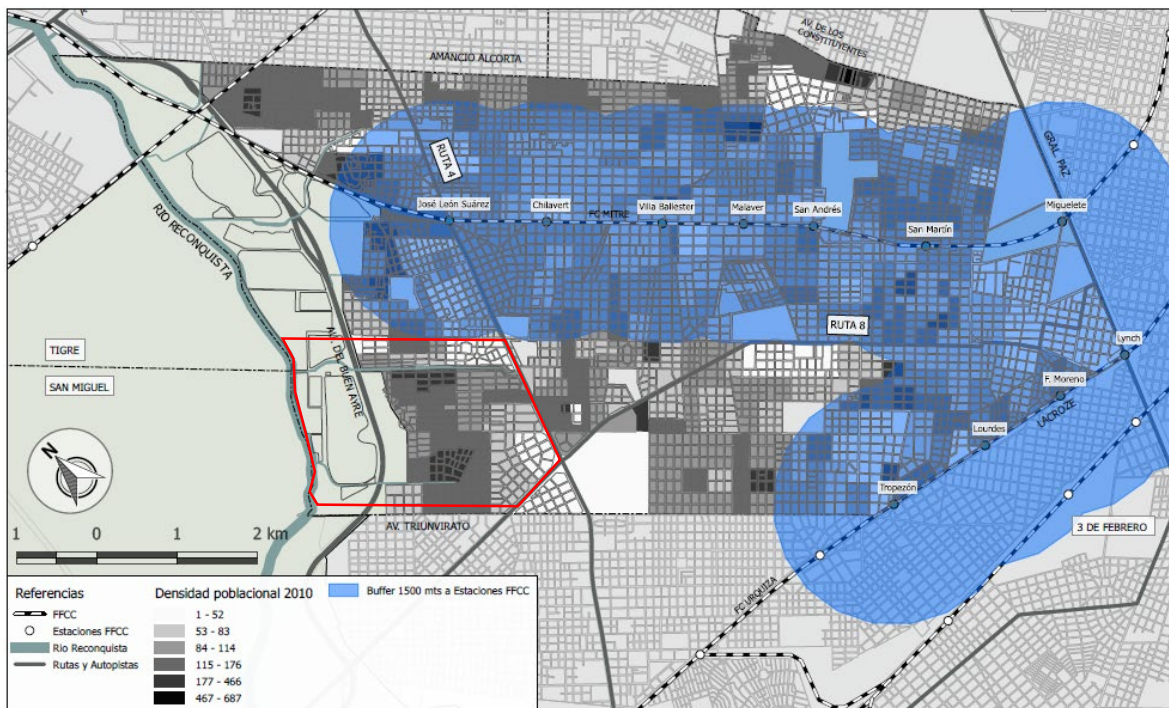 AV. DE LOS
CONSTITUYENTES
AMANCIO ALCORTA
RUTA 4
GRAL PAZ
José León Suárez
Chilavert
FC MITRE
Villa Ballester
Malaver
San Andrés
San Martín
Miguelete
RIO RECONQUISTA
RUTA 8
AV. DEL BUEN AYRE
Lynch
TIGRE
SAN MIGUEL
F. Moreno
LACROZE
Lourdes
N
Tropezón
AV. TRIUNVIRATO
3 DE FEBRERO
1 0 1 2 km
FC URQUIZA
Referencias
FFCC
Estaciones FFCC
Rio Reconquista
Rutas y Autopistas
Densidad poblacional 2010
1 - 52
53 - 83
84 - 114
115 - 176
177 - 466
467 - 687
Buffer 1500 mts a Estaciones FFCC